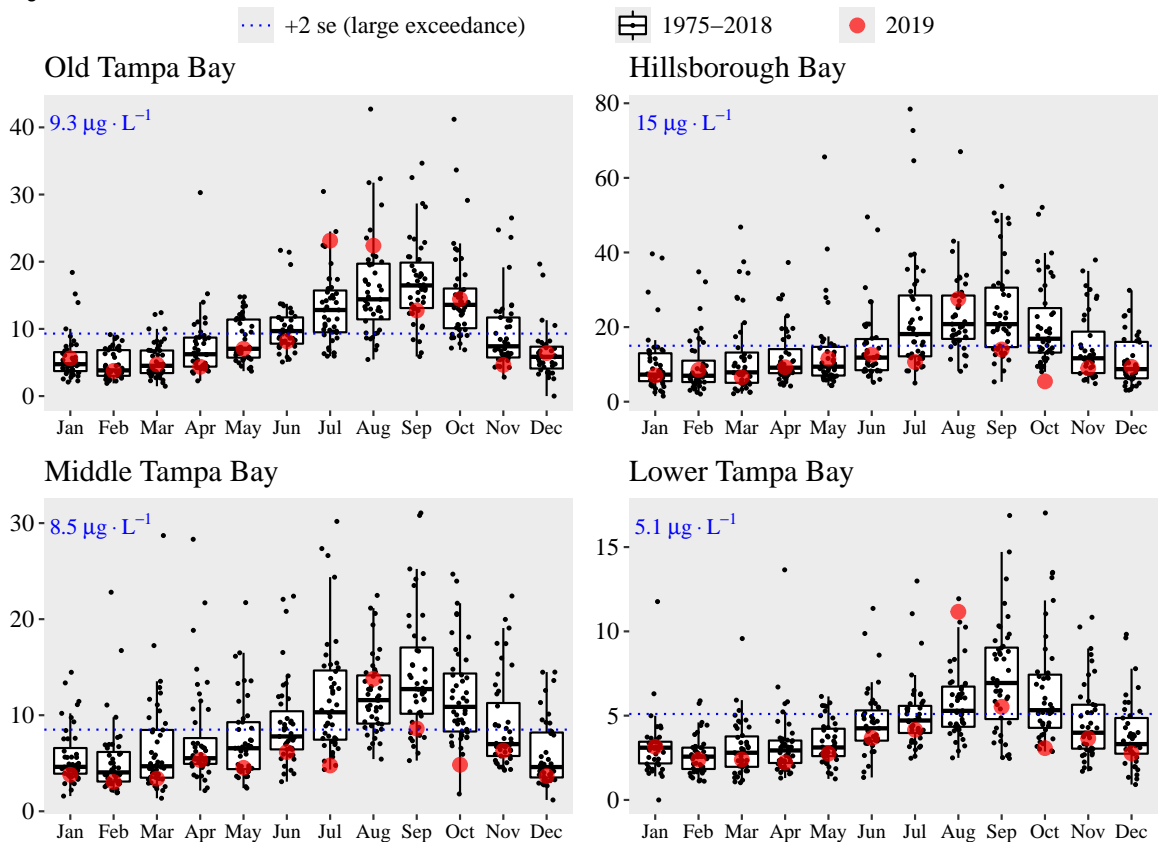 +2 se (large exceedance) 1975−2018 2019
Old Tampa Bay
9.3 μg · L−1
40
30
20
10
0
Jan Feb Mar Apr May Jun Jul Aug Sep Oct Nov Dec
Hillsborough Bay
15 μg · L−1
80
60
40
20
0
Jan Feb Mar Apr May Jun Jul Aug Sep Oct Nov Dec
Middle Tampa Bay
8.5 μg · L−1
30
20
10
0
Jan Feb Mar Apr May Jun Jul Aug Sep Oct Nov Dec
Lower Tampa Bay
5.1 μg · L−1
15
10
5
0
Jan Feb Mar Apr May Jun Jul Aug Sep Oct Nov Dec